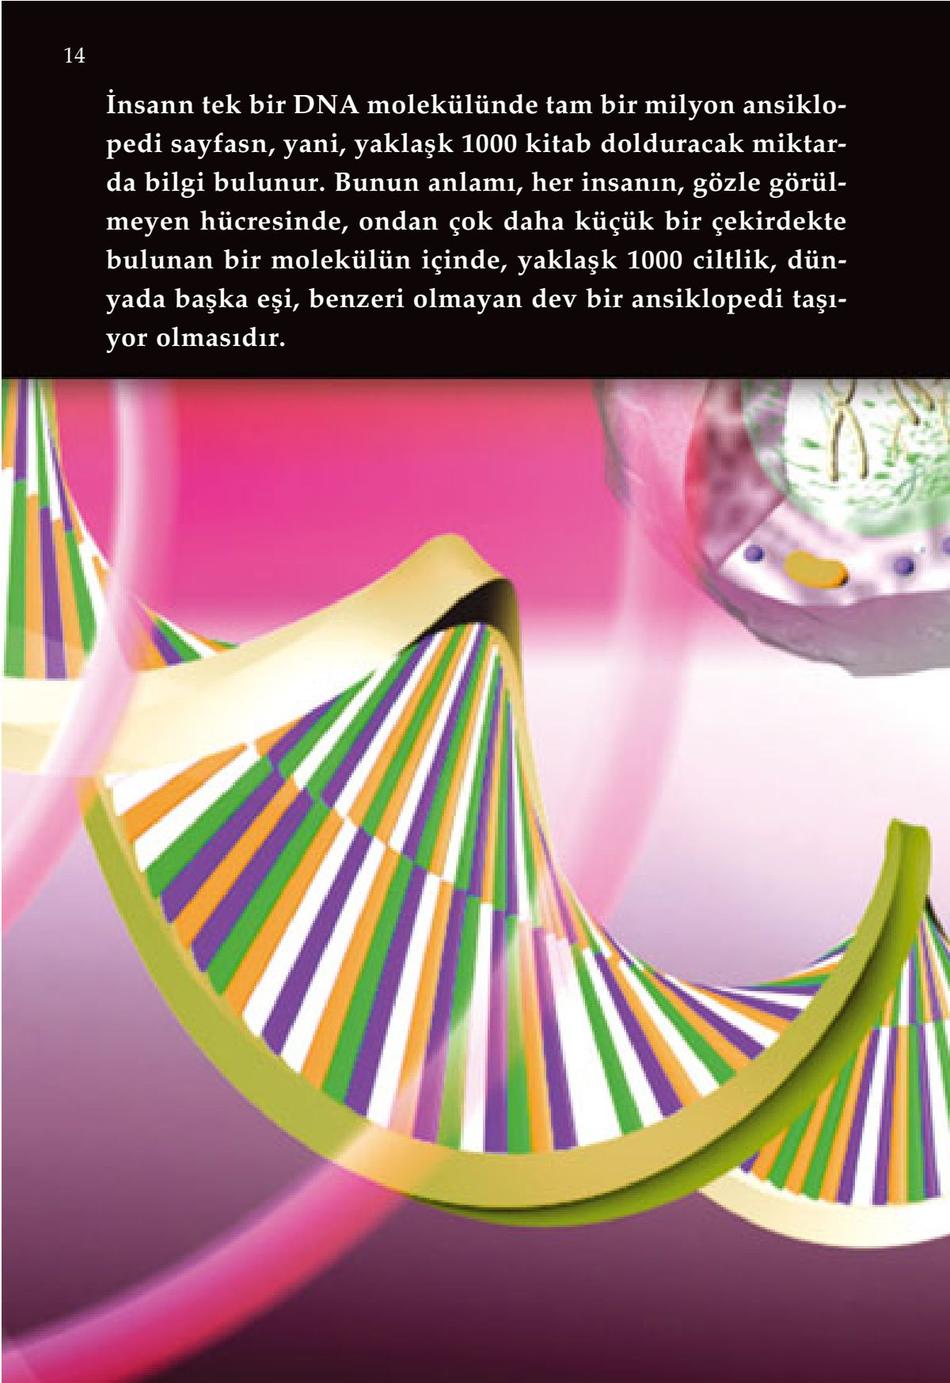 14
İnsann tek bir DNA molekülünde tam bir milyon ansiklo-
pedi sayfasn, yani, yaklaşk 1000 kitab dolduracak miktar-
da bilgi bulunur. Bunun anlamı, her insanın, gözle görül-
meyen hücresinde, ondan çok daha küçük bir çekirdekte
bulunan bir molekülün içinde, yaklaşk 1000 ciltlik, dün-
yada başka eşi, benzeri olmayan dev bir ansiklopedi taşı-
yor olmasıdır.